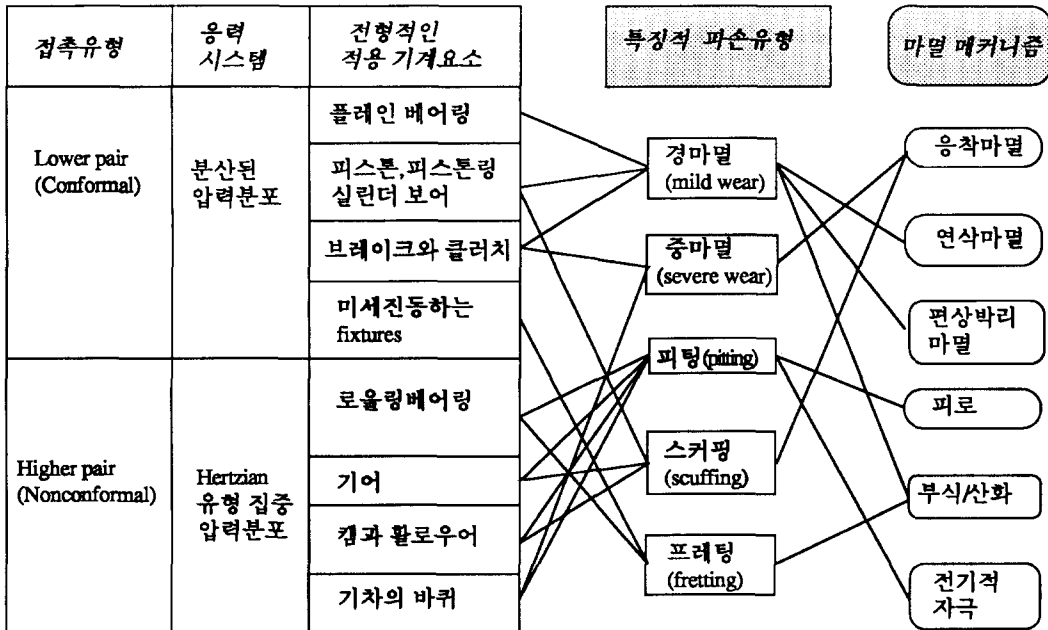 접촉유형
응력
시스템
전형적인
적용 기계요소
특징적 파손유형
마멸 메커니즘
Lower pair
(Conformal)
분산된
압력분포
플레인 베어링
피스톤,피스톤링
실린더 보어
브레이크와 클러치
미세진동하는
fixtures
Higher pair
(Nonconformal)
Hertzian
유형 집중
압력분포
로울링베어링
기어
캠과 활로우어
기차의 바퀴
경마멸
(mild wear)
중마멸
(severe wear)
피팅(pitting)
스커핑
(scuffing)
프레팅
(fretting)
응착마멸
연삭마멸
편상박리
마멸
피로
부식/산화
전기적
자극